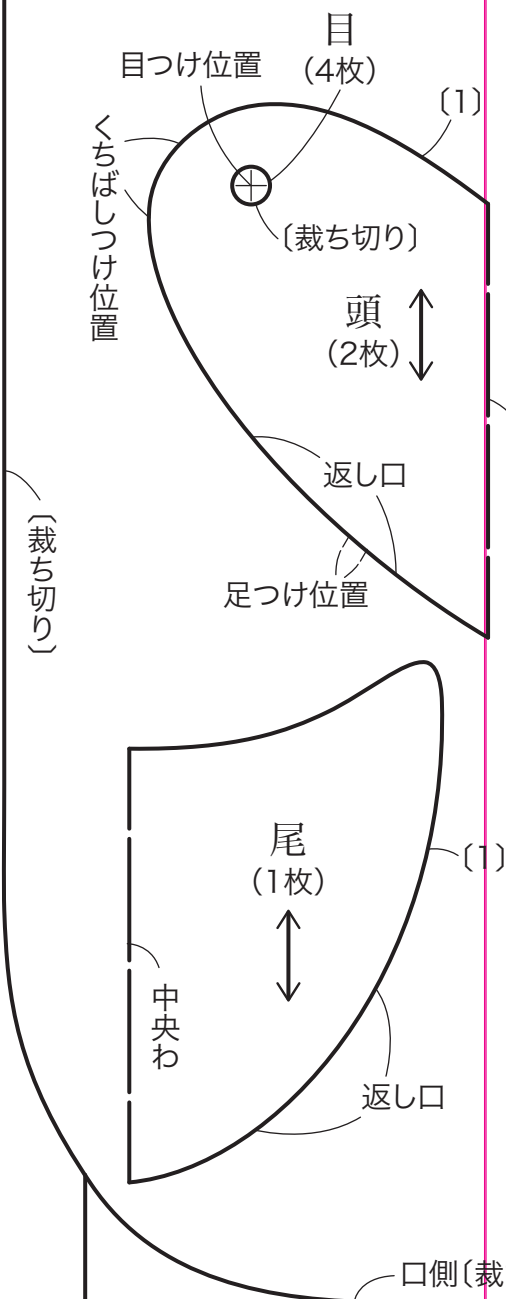 目
(4枚)
目つけ位置
〔1〕
くちばしつけ位置
〔裁ち切り〕
頭
(2枚)
返し口
〔裁ち切り〕
足つけ位置
尾
(1枚)
〔1〕
中央わ
返し口
口側〔裁